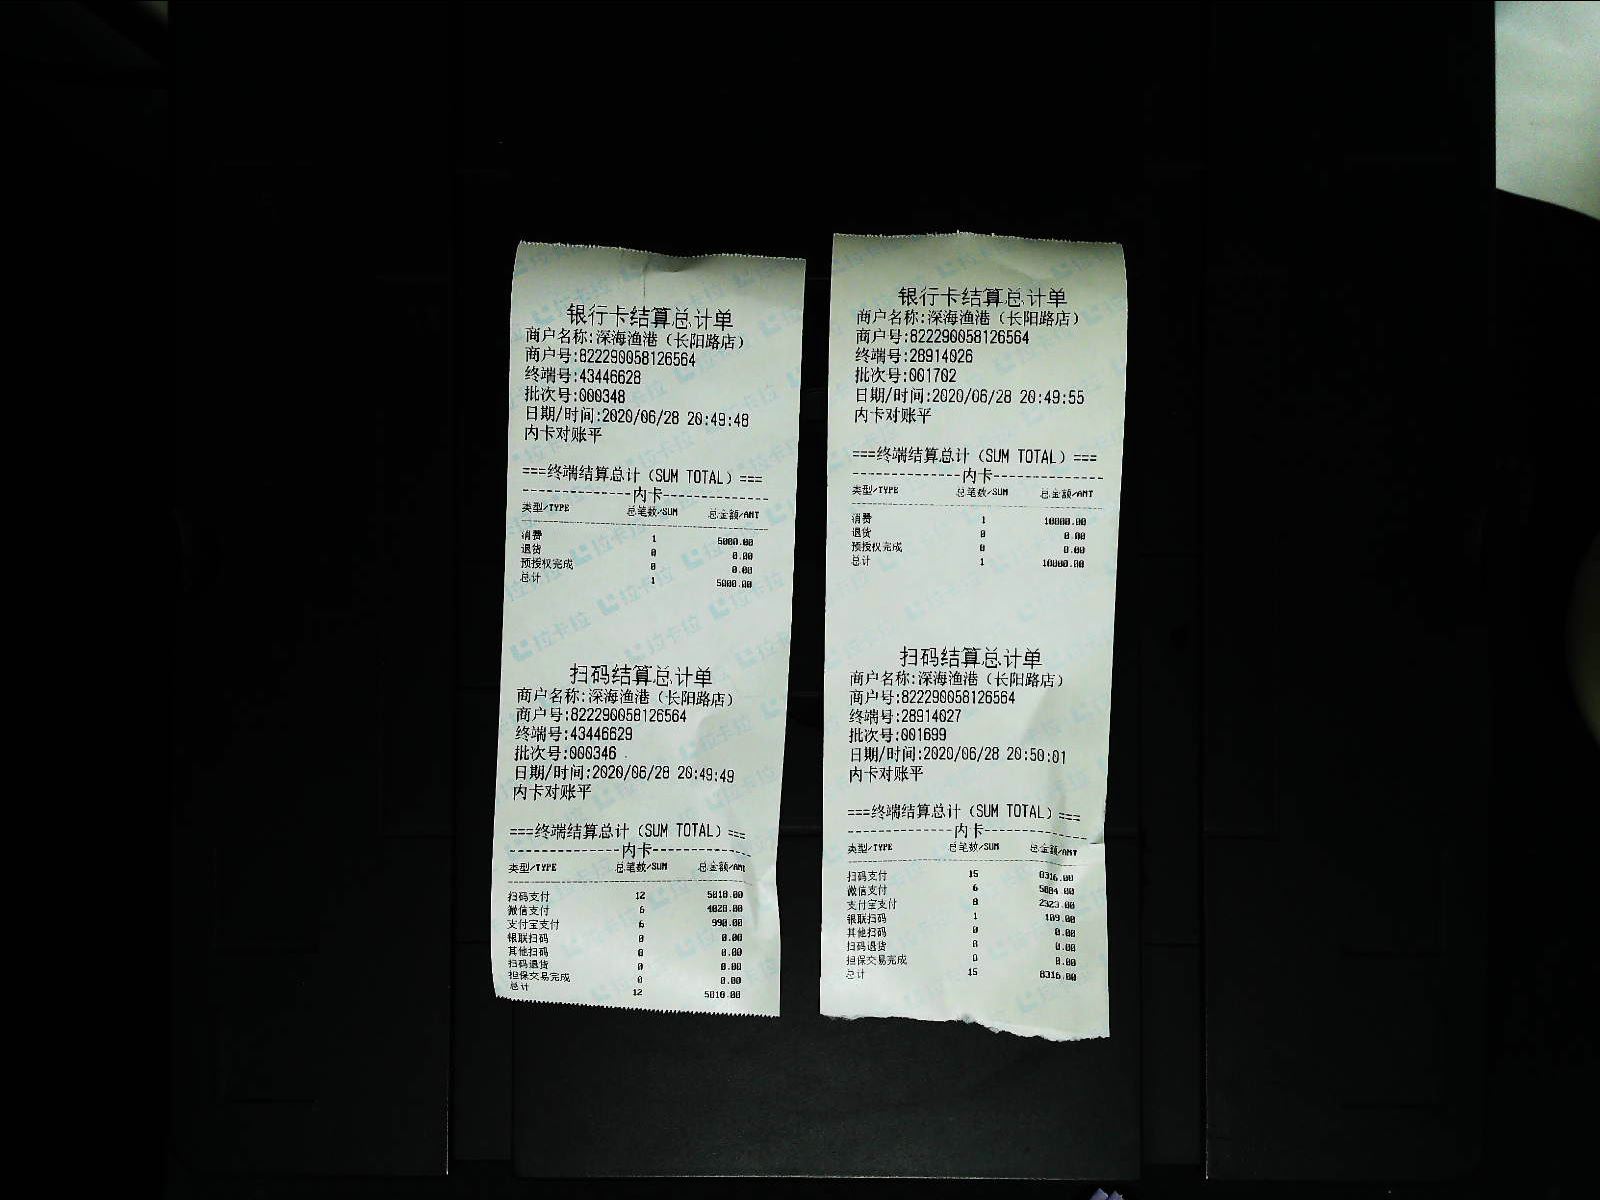 银行卡结算总计单
商户名称:深海渔港（长阳路店）
商户号:822290058126564
终端号:43446628
批次号:000348
日期/时间:2020/06/28 20:49:48
内卡对账平
===终端结算总计（SUM TOTAL）===
---------------内卡---------------
类型/TYPE 总笔数/SUM 总金额/AMT
消费 1 5000.00
退货 0 0.00
预授权完成 0 0.00
总计 1 5000.00
扫码结算总计单
商户名称:深海渔港（长阳路店）
商户号:822290058126564
终端号:43446629
批次号:000346
日期/时间:2020/06/28 20:49:49
内卡对账平
===终端结算总计（SUM TOTAL）===
---------------内卡---------------
类型/TYPE 总笔数/SUM 总金额/AMT
扫码支付 12 5018.00
微信支付 6 4028.00
支付宝支付 6 990.00
银联扫码 0 0.00
其他扫码 0 0.00
扫码退货 0 0.00
担保交易完成 0 0.00
总计 12 5018.00
银行卡结算总计单
商户名称:深海渔港（长阳路店）
商户号:822290058126564
终端号:28914026
批次号:001702
日期/时间:2020/06/28 20:49:55
内卡对账平
===终端结算总计（SUM TOTAL）===
---------------内卡---------------
类型/TYPE 总笔数/SUM 总金额/AMT
消费 1 10000.00
退货 0 0.00
预授权完成 0 0.00
总计 1 10000.00
扫码结算总计单
商户名称:深海渔港（长阳路店）
商户号:822290058126564
终端号:28914027
批次号:001699
日期/时间:2020/06/28 20:50:01
内卡对账平
===终端结算总计（SUM TOTAL）===
---------------内卡---------------
类型/TYPE 总笔数/SUM 总金额/AMT
扫码支付 15 8316.00
微信支付 6 5884.00
支付宝支付 8 2323.00
银联扫码 1 109.00
其他扫码 0 0.00
扫码退货 0 0.00
担保交易完成 0 0.00
总计 15 8316.00
拉卡拉